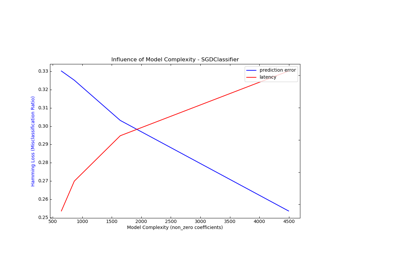 Influence of Model Complexity - SGDClassifier
prediction error
latency
Hamming Loss (Misclassification Ratio)
0.33
0.32
0.31
0.30
0.29
0.28
0.27
0.26
0.25
500 1000 1500 2000 2500 3000 3500 4000 4500
Model Complexity (non_zero coefficients)